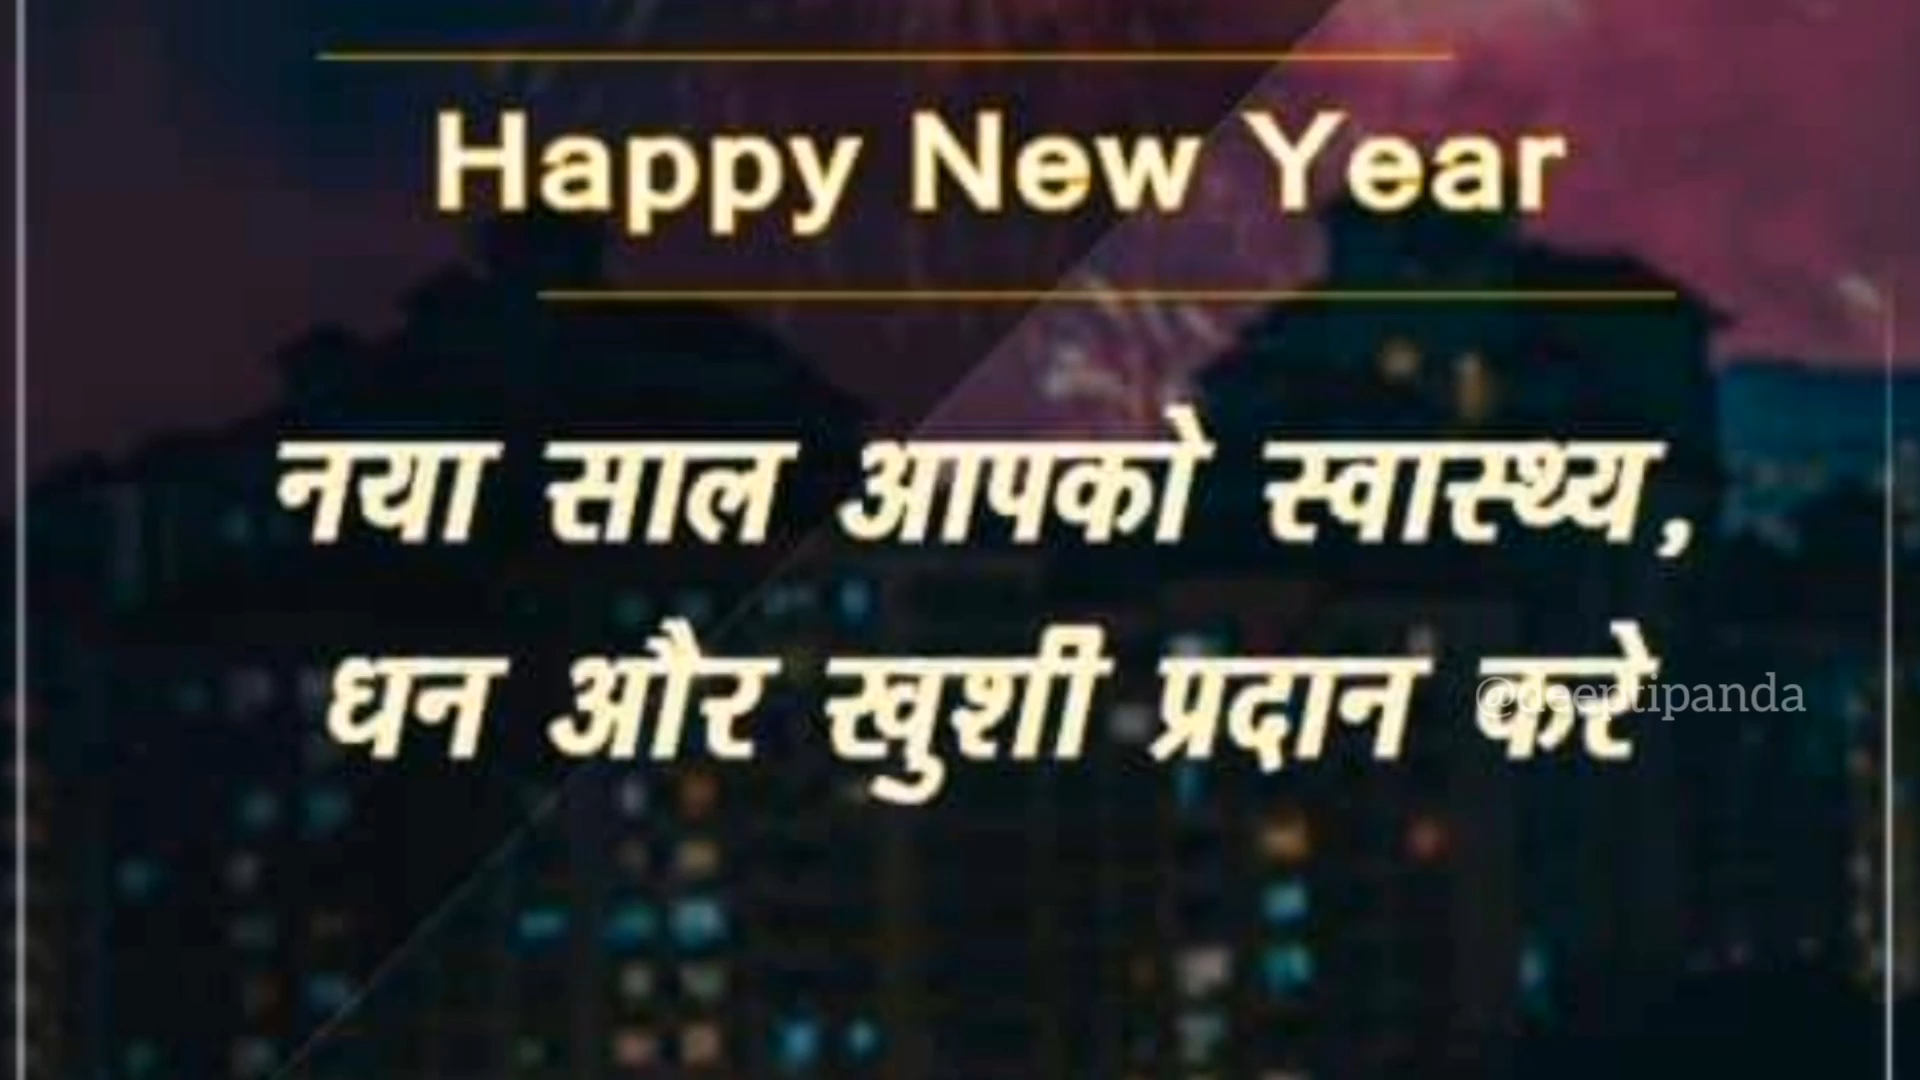 Happy New Year
नया साल आपको स्वास्थ्य,
धन और खुशी प्रदान करे
@deeptipanda